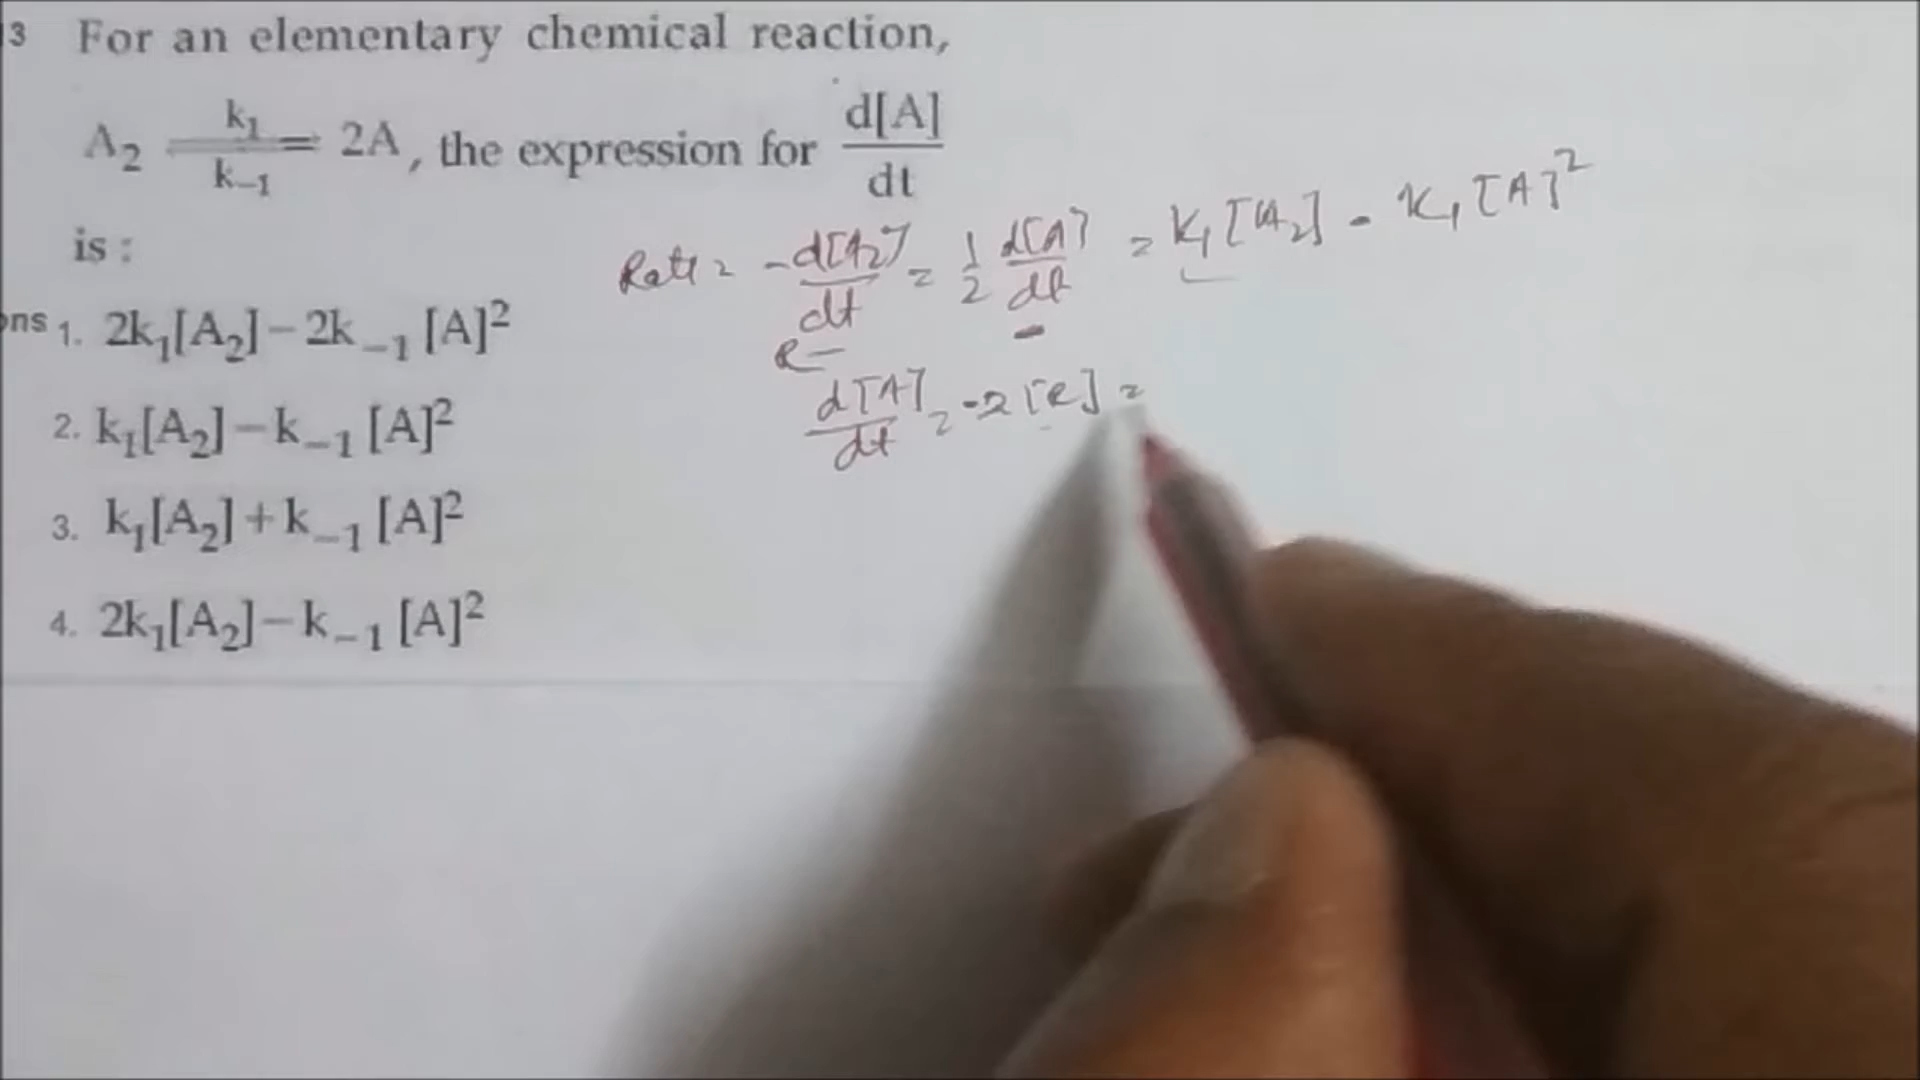 3 For an elementary chemical reaction,
A₂ ⇌ 2A, the expression for d[A]/dt
k₁
k₋₁
is :
ons 1. 2k₁[A₂]−2k₋₁[A]²
2. k₁[A₂]−k₋₁[A]²
3. k₁[A₂]+k₋₁[A]²
4. 2k₁[A₂]−k₋₁[A]²
Rate = -d[A₂]/dt = 1/2 d[A]/dt = K₁[A₂] - K₁[A]²
R −
d[A]/dt = -2[R] =